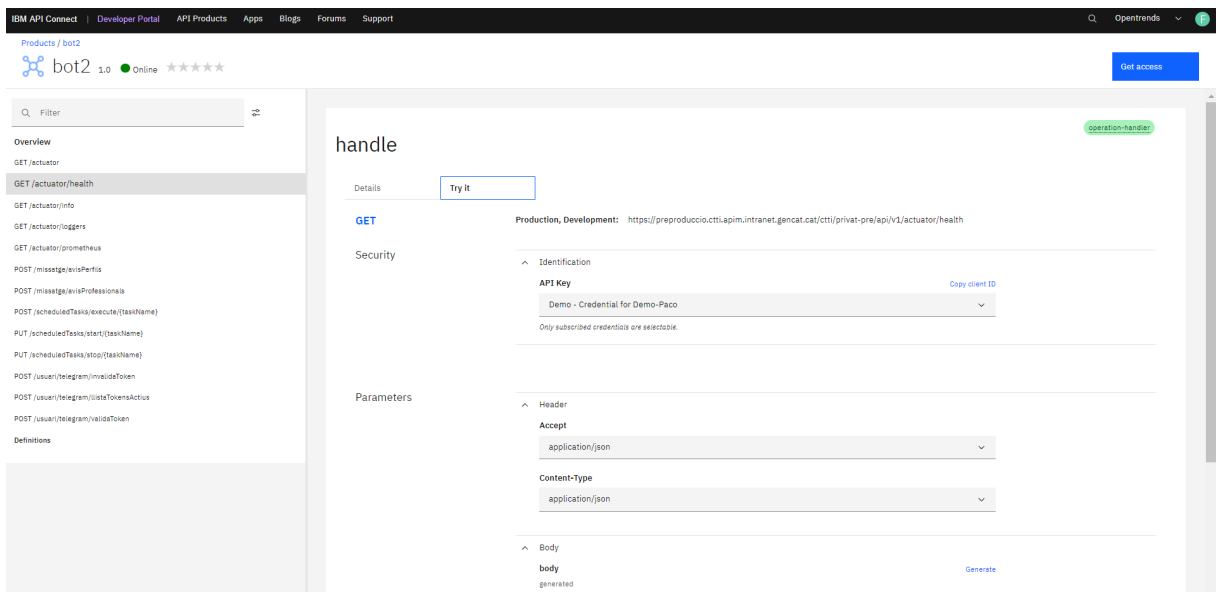 IBM API Connect | Developer Portal API Products Apps Blogs Forums Support Opentrends F
Products / bot2
bot2 1.0 Online
Get access
Filter
Overview
GET /actuator
GET /actuator/health
GET /actuator/info
GET /actuator/loggers
GET /actuator/prometheus
POST /missatge/avisPerfils
POST /missatge/avisProfessionals
POST /scheduledTasks/execute/{taskName}
PUT /scheduledTasks/start/{taskName}
PUT /scheduledTasks/stop/{taskName}
POST /usuari/telegram/invalidaToken
POST /usuari/telegram/llistaTokensActius
POST /usuari/telegram/validaToken
Definitions
operation-handler
handle
Details Try it
GET Production, Development: https://preproduccio.ctti.apim.intranet.gencat.cat/ctti/privat-pre/api/v1/actuator/health
Security
Identification
API Key Copy client ID
Demo - Credential for Demo-Paco
Only subscribed credentials are selectable.
Parameters
Header
Accept
application/json
Content-Type
application/json
Body
body Generate
generated